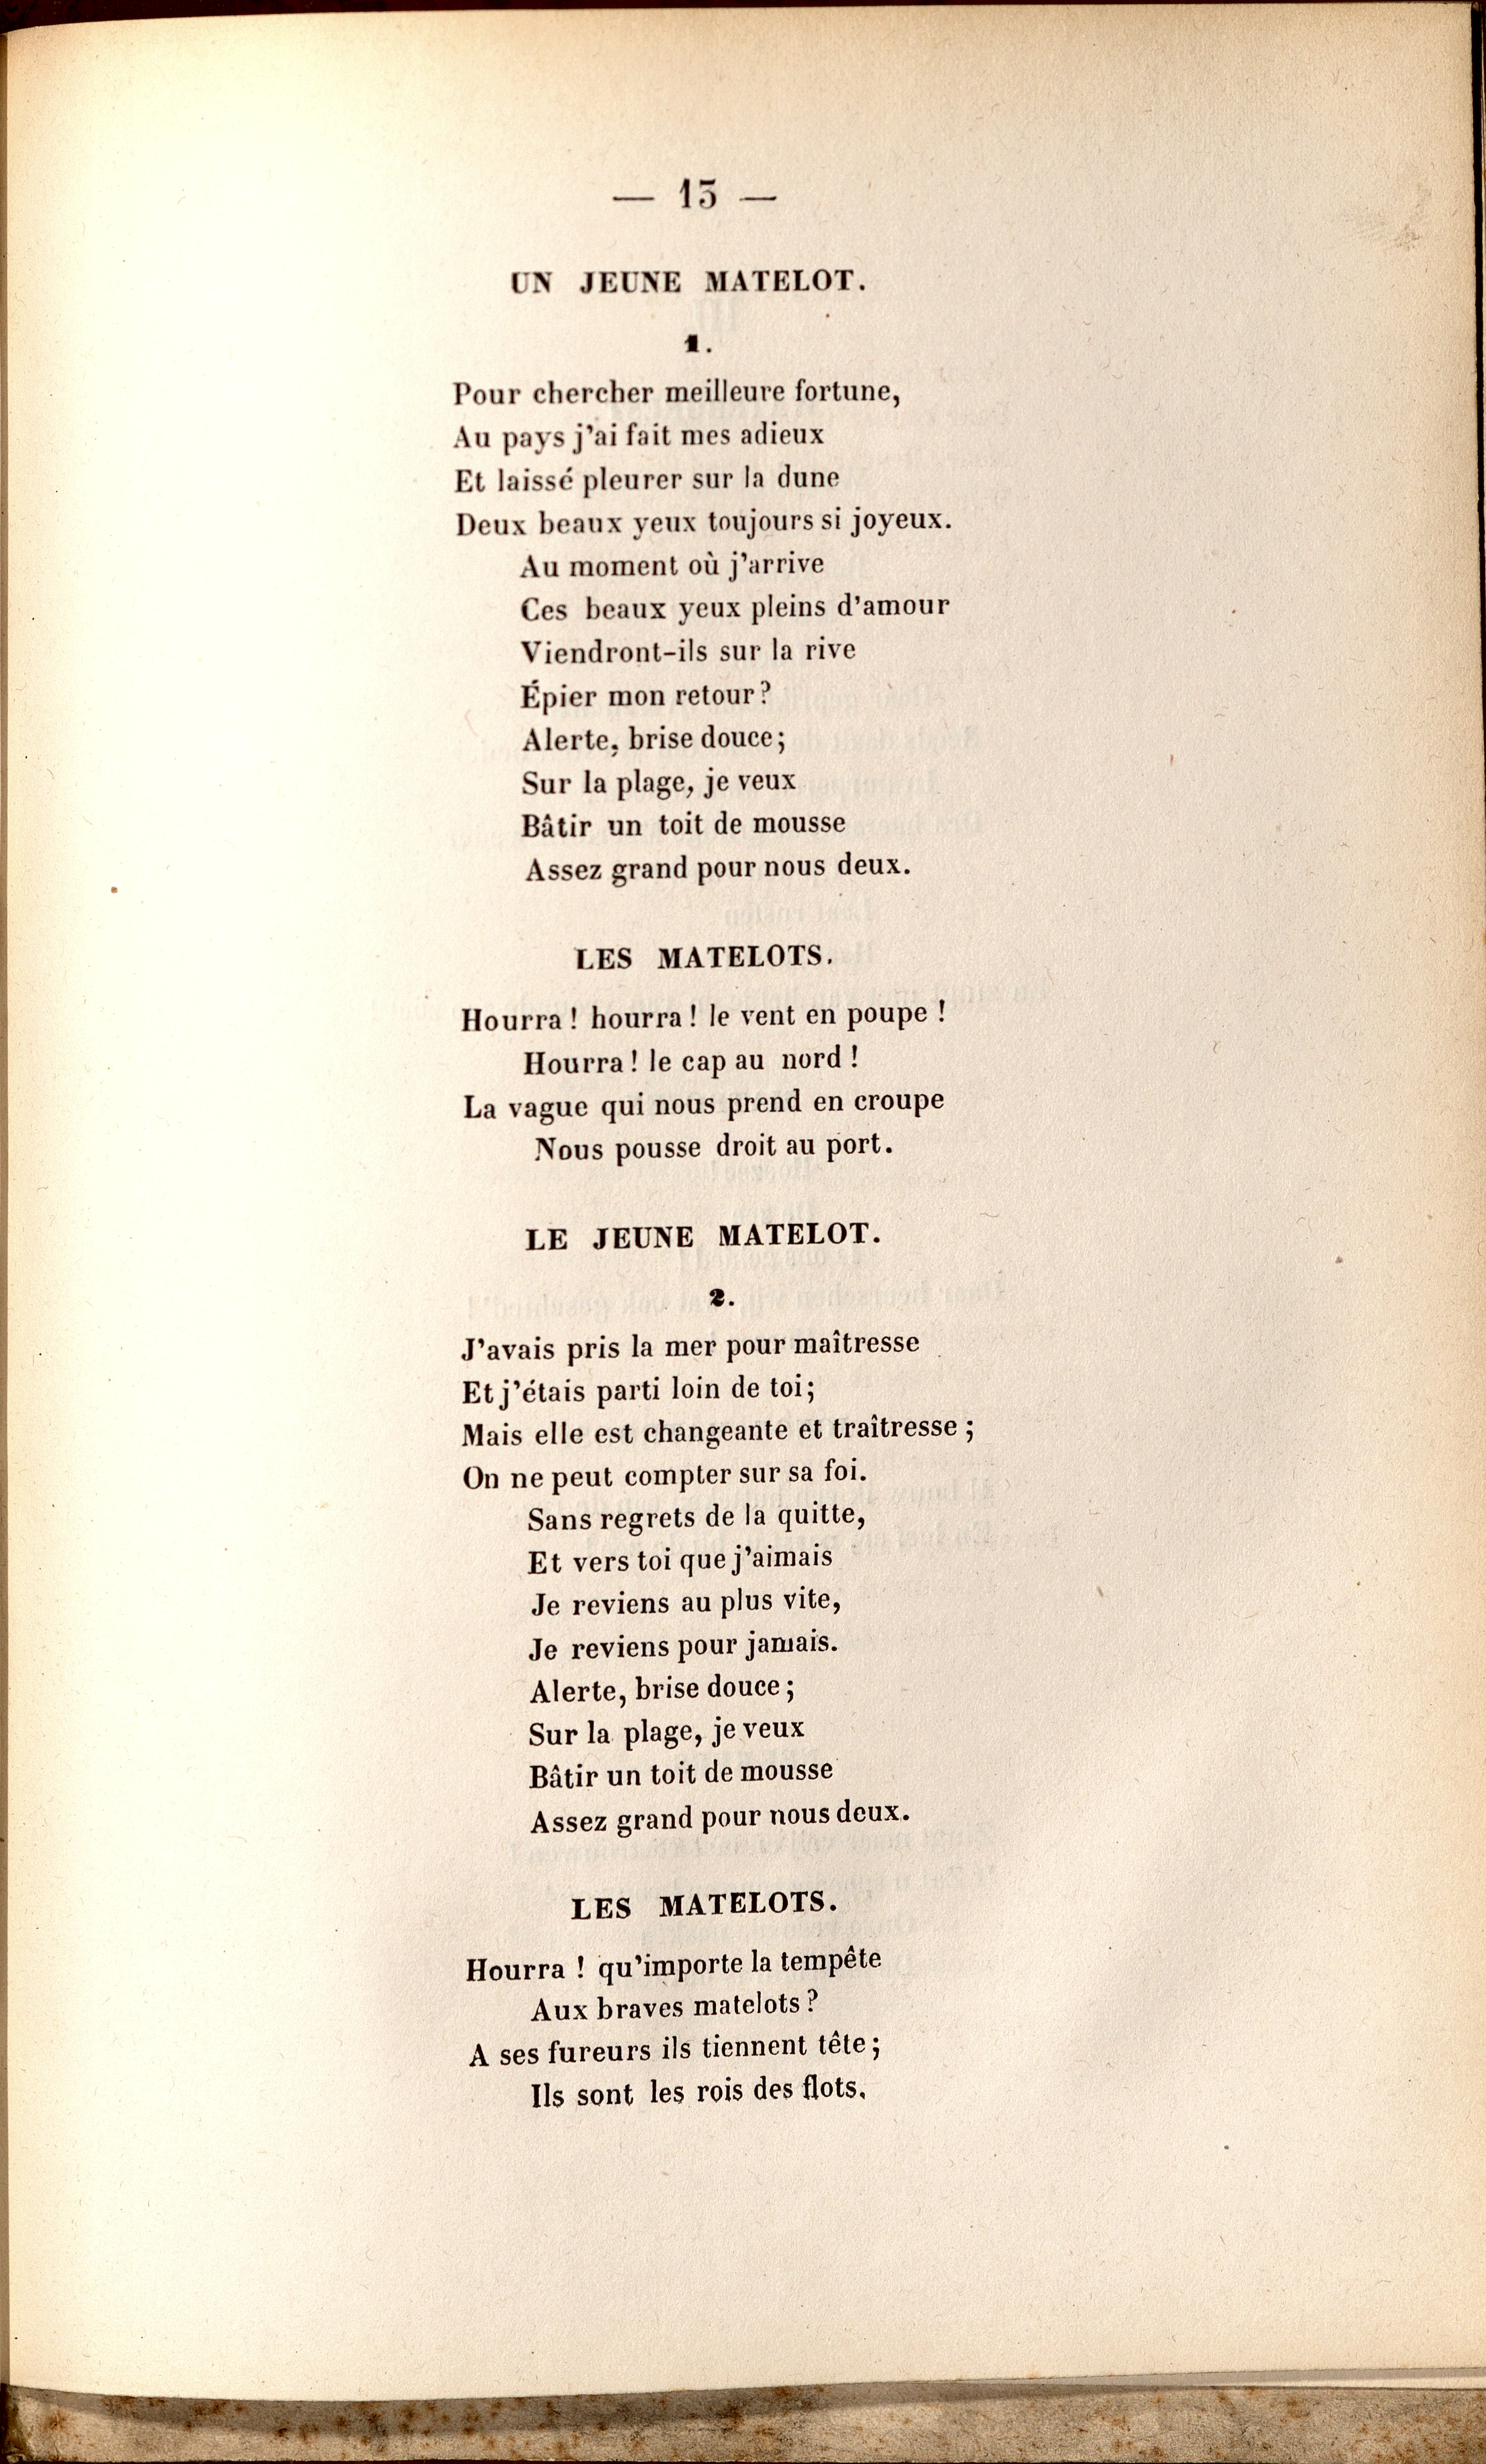 — 15 —
UN JEUNE MATELOT.
1.
Pour chercher meilleure fortune,
Au pays j'ai fait mes adieux
Et laissé pleurer sur la dune
Deux beaux yeux toujours si joyeux.
Au moment où j'arrive
Ces beaux yeux pleins d'amour
Viendront-ils sur la rive
Épier mon retour?
Alerte, brise douce;
Sur la plage, je veux
Bâtir un toit de mousse
Assez grand pour nous deux.
LES MATELOTS.
Hourra! hourra! le vent en poupe!
Hourra! le cap au nord!
La vague qui nous prend en croupe
Nous pousse droit au port.
LE JEUNE MATELOT.
2.
J'avais pris la mer pour maîtresse
Et j'étais parti loin de toi;
Mais elle est changeante et traîtresse;
On ne peut compter sur sa foi.
Sans regrets de la quitte,
Et vers toi que j'aimais
Je reviens au plus vite,
Je reviens pour jamais.
Alerte, brise douce;
Sur la plage, je veux
Bâtir un toit de mousse
Assez grand pour nous deux.
LES MATELOTS.
Hourra! qu'importe la tempête
Aux braves matelots?
A ses fureurs ils tiennent tête;
Ils sont les rois des flots.